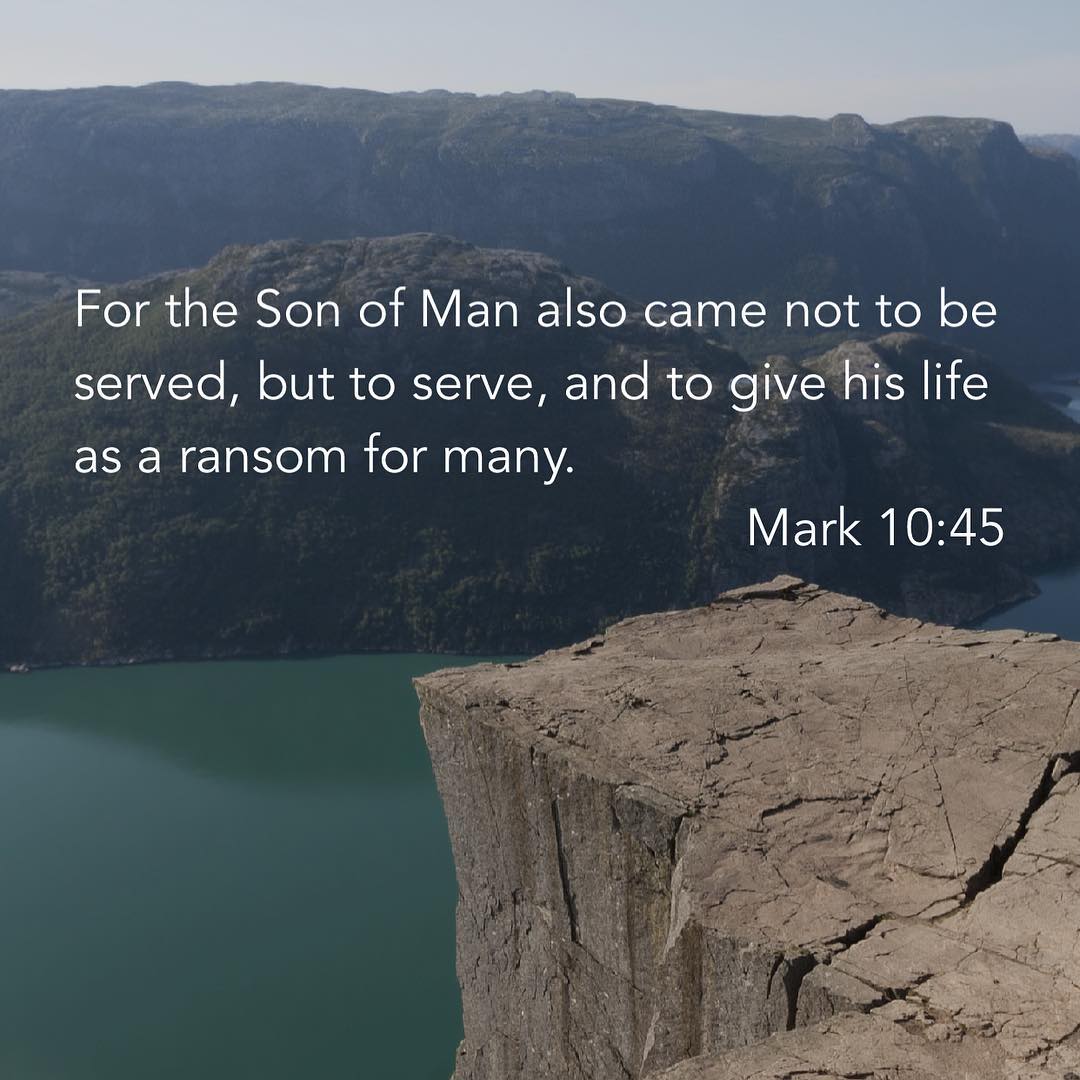 For the Son of Man also came not to be
served, but to serve, and to give his life
as a ransom for many.
Mark 10:45